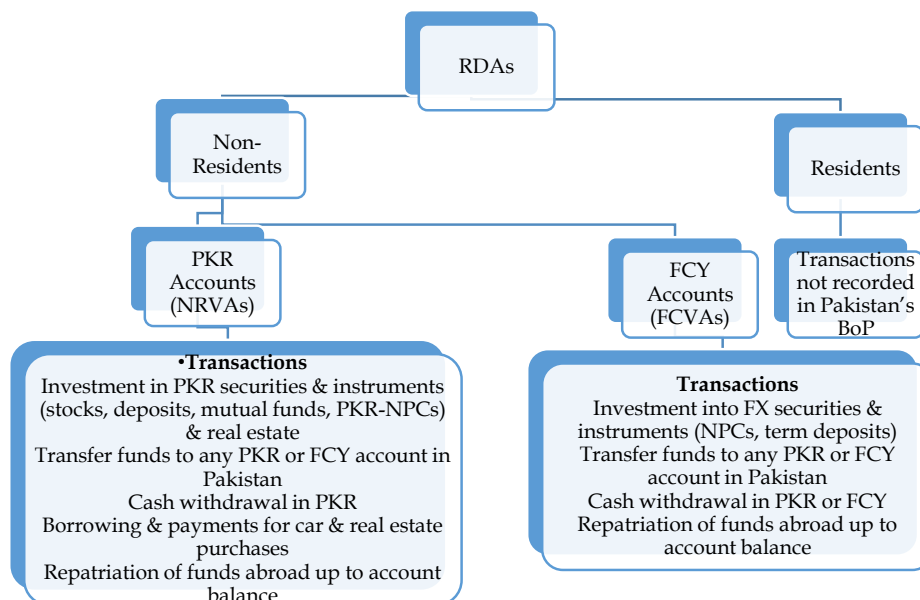 RDAs
Non-
Residents
Residents
PKR
Accounts
(NRVAs)
FCY
Accounts
(FCVAs)
Transactions
not recorded
in Pakistan's
BoP
•Transactions
Investment in PKR securities & instruments
(stocks, deposits, mutual funds, PKR-NPCs)
& real estate
Transfer funds to any PKR or FCY account in
Pakistan
Cash withdrawal in PKR
Borrowing & payments for car & real estate
purchases
Repatriation of funds abroad up to account
balance
Transactions
Investment into FX securities &
instruments (NPCs, term deposits)
Transfer funds to any PKR or FCY
account in Pakistan
Cash withdrawal in PKR or FCY
Repatriation of funds abroad up to
account balance